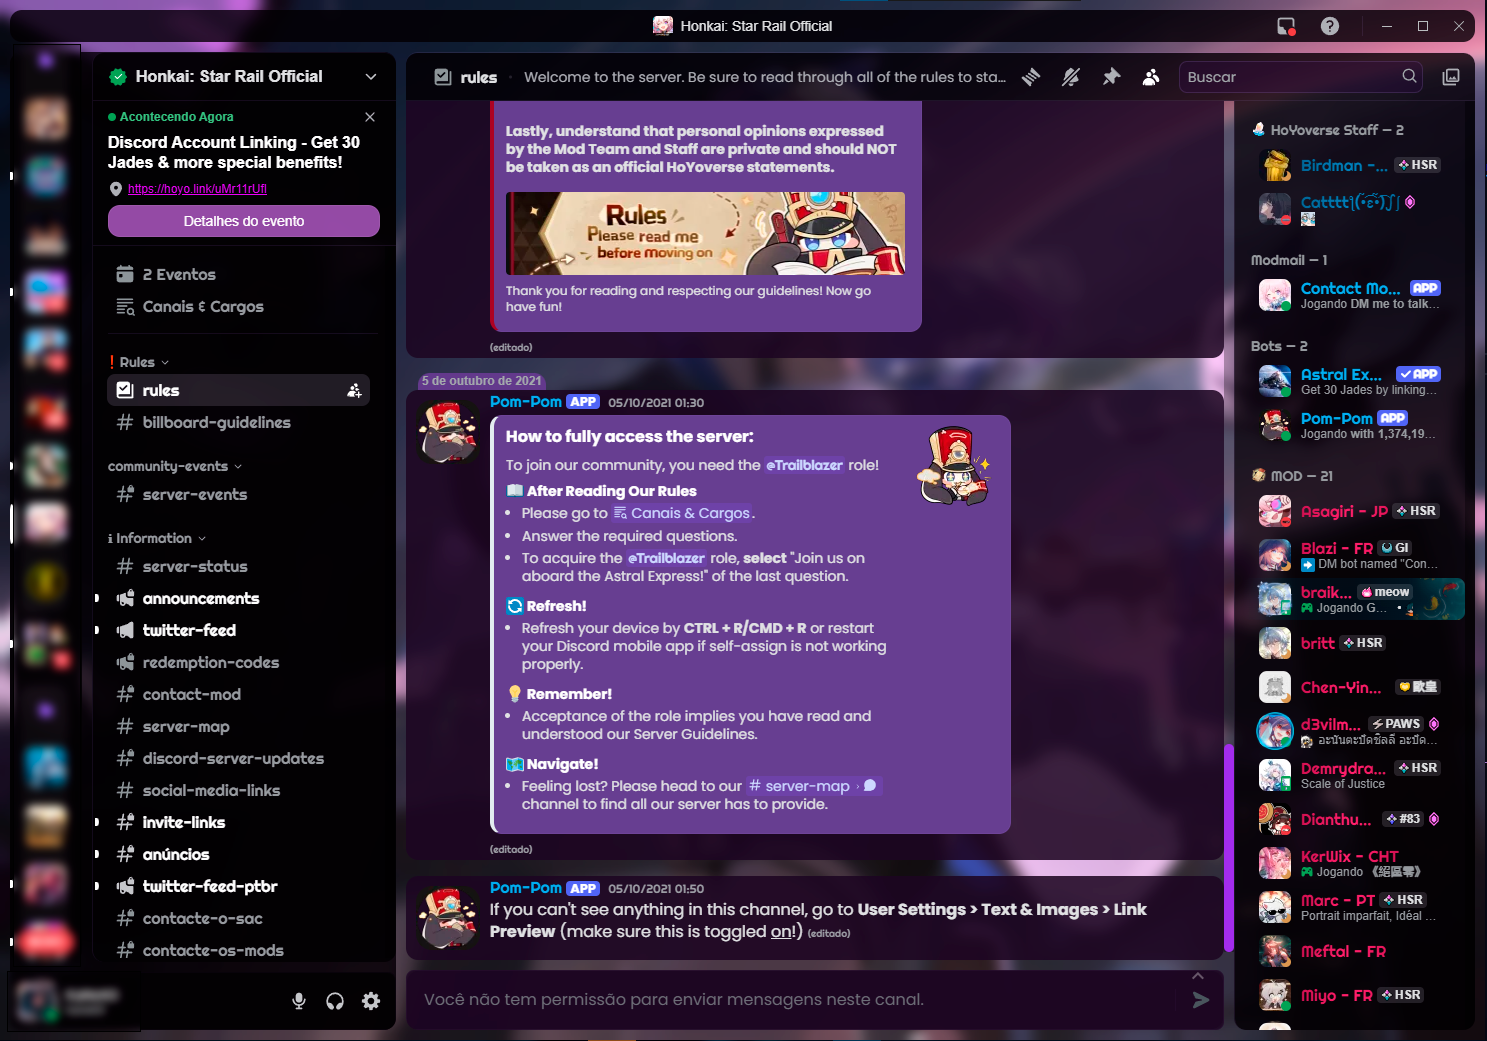 Honkai: Star Rail Official
Honkai: Star Rail Official
Acontecendo Agora
Discord Account Linking - Get 30
Jades & more special benefits!
https://hoyo.link/uMr11rUfI
Detalhes do evento
2 Eventos
Canais & Cargos
Rules
rules
billboard-guidelines
community-events
server-events
Information
server-status
announcements
twitter-feed
redemption-codes
contact-mod
server-map
discord-server-updates
social-media-links
invite-links
anúncios
twitter-feed-ptbr
contacte-o-sac
contacte-os-mods
rules
Welcome to the server. Be sure to read through all of the rules to sta...
Buscar
Lastly, understand that personal opinions expressed
by the Mod Team and Staff are private and should NOT
be taken as an official HoYoverse statements.
Rules
Please read me
before moving on
Thank you for reading and respecting our guidelines! Now go
have fun!
(editado)
5 de outubro de 2021
Pom-Pom APP 05/10/2021 01:30
How to fully access the server:
To join our community, you need the @Trailblazer role!
After Reading Our Rules
• Please go to Canais & Cargos.
• Answer the required questions.
• To acquire the @Trailblazer role, select "Join us on
aboard the Astral Express!" of the last question.
Refresh!
• Refresh your device by CTRL + R/CMD + R or restart
your Discord mobile app if self-assign is not working
properly.
Remember!
• Acceptance of the role implies you have read and
understood our Server Guidelines.
Navigate!
• Feeling lost? Please head to our # server-map ›
channel to find all our server has to provide.
(editado)
Pom-Pom APP 05/10/2021 01:50
If you can't see anything in this channel, go to User Settings > Text & Images > Link
Preview (make sure this is toggled on!) (editado)
Você não tem permissão para enviar mensagens neste canal.
HoYoverse Staff — 2
Birdman -... HSR
Catttt
Modmail — 1
Contact Mo... APP
Jogando DM me to talk...
Bots — 2
Astral Ex... APP
Get 30 Jades by linking...
Pom-Pom APP
Jogando with 1,374,19...
MOD — 21
Asagiri - JP HSR
Blazi - FR GI
DM bot named "Con...
braik... meow
Jogando G... •
britt HSR
Chen-Yin... 歐皇
d3vilm... PAWS
Demrydra... HSR
Scale of Justice
Dianthu... #83
KerWix - CHT
Jogando 《絕區零》
Marc - PT HSR
Portrait imparfait, Idéal ...
Meftal - FR
Miyo - FR HSR